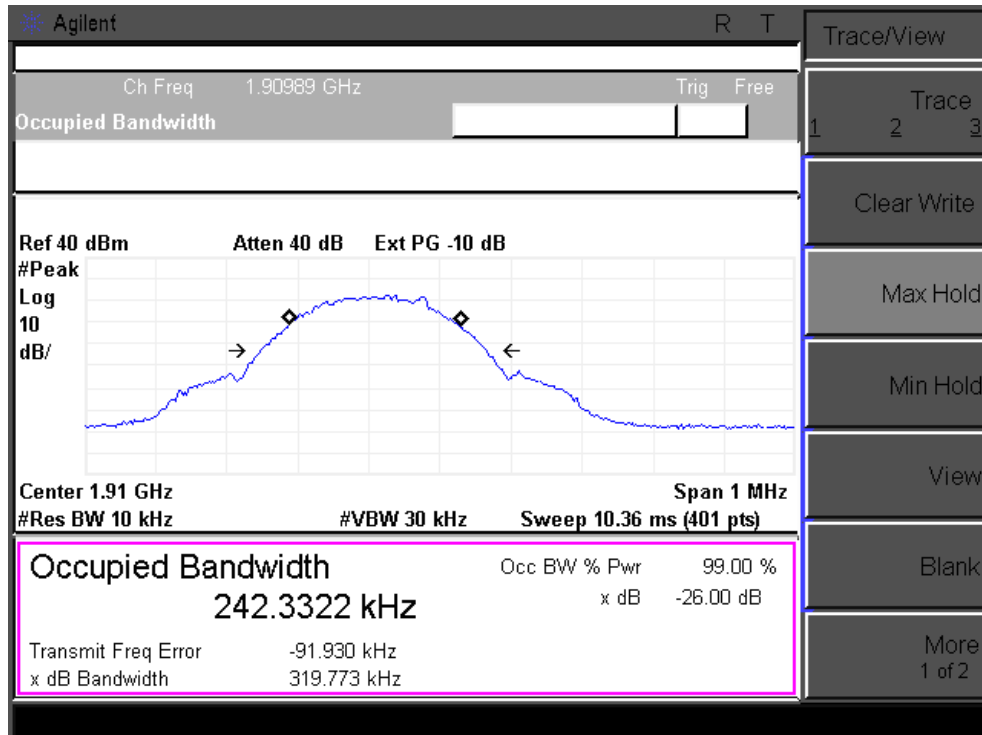 Agilent R T
Trace/View
Ch Freq 1.90989 GHz Trig Free
Occupied Bandwidth
Trace
1 2 3
Clear Write
Ref 40 dBm Atten 40 dB Ext PG -10 dB
#Peak
Log
10
dB/
Max Hold
Min Hold
View
Center 1.91 GHz Span 1 MHz
#Res BW 10 kHz #VBW 30 kHz Sweep 10.36 ms (401 pts)
Occupied Bandwidth Occ BW % Pwr 99.00 %
242.3322 kHz x dB -26.00 dB
Blank
Transmit Freq Error -91.930 kHz
x dB Bandwidth 319.773 kHz
More
1 of 2